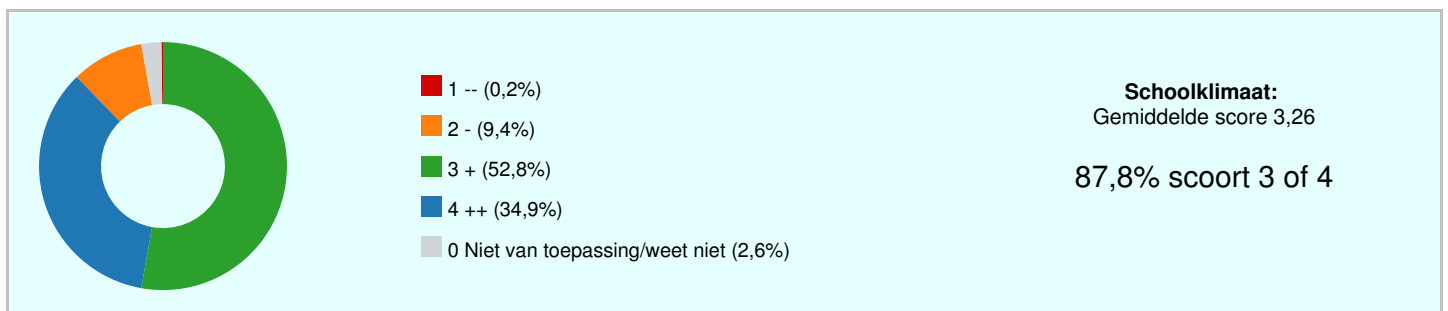 1 -- (0,2%)
2 - (9,4%)
3 + (52,8%)
4 ++ (34,9%)
0 Niet van toepassing/weet niet (2,6%)
Schoolklimaat:
Gemiddelde score 3,26
87,8% scoort 3 of 4